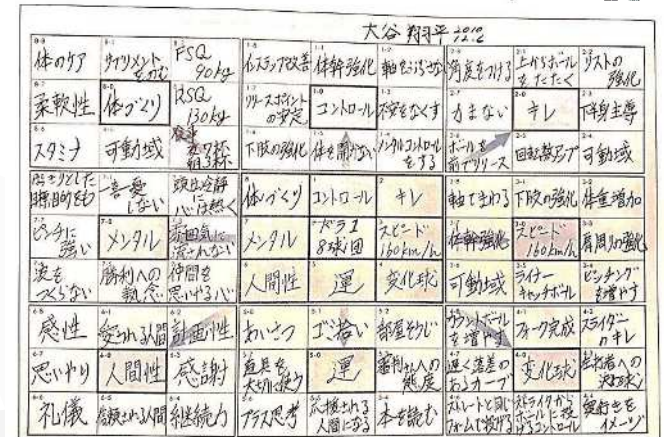 大谷 翔平
体のケア サプリメントをのむ FSQ 90kg インステップ改善 体幹強化 軸をぶらさない 角度をつける 上からボールをたたく リストの強化
柔軟性 体づくり RSQ 130kg リリースポイントの安定 コントロール 不安をなくす 力まない キレ 下半身主導
スタミナ 可動域 食事 夜7杯 朝3杯 下肢の強化 体を開かない メンタルコントロールをする ボールを前でリリース 回転数アップ 可動域
はっきりとした目標、目的をもつ 一喜一憂しない 頭は冷静に 心は熱く 体づくり コントロール キレ 軸でまわる 下肢の強化 体重増加
ピンチに強い メンタル 雰囲気に流されない メンタル ドラ1 8球団 スピード 160km/h 体幹強化 スピード 160km/h 肩周りの強化
波をつくらない 勝利への執念 仲間を思いやる心 人間性 運 変化球 可動域 ライナーキャッチボール ピッチングを増やす
感性 愛される人間 計画性 あいさつ ゴミ拾い 部屋そうじ カウントボールを増やす フォーク完成 スライダーのキレ
思いやり 人間性 感謝 道具を大切に使う 運 審判さんへの態度 遅く落差のあるカーブ 変化球 左打者への決め球
礼儀 信頼される人間 継続力 プラス思考 応援される人間になる 本を読む ストレートと同じフォームで投げる ストライクからボールに投げるコントロール 奥行きをイメージ